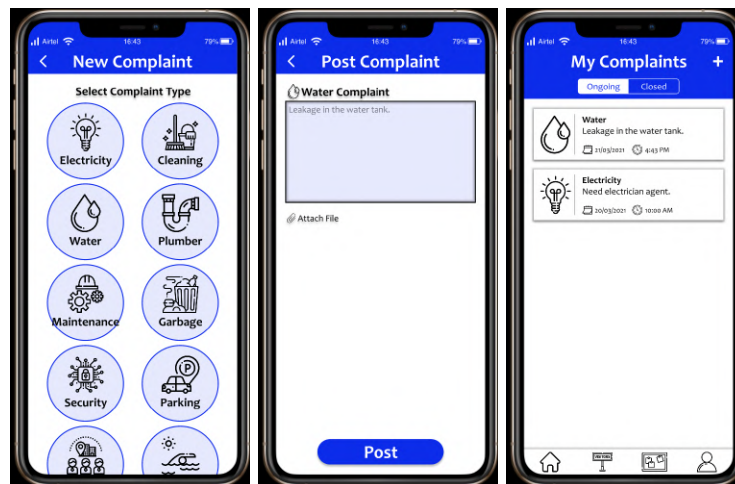 Airtel 16:43 79%
New Complaint
Select Complaint Type
Electricity Cleaning
Water Plumber
Maintenance Garbage
P
Security Parking
Airtel 16:43 79%
Post Complaint
Water Complaint
Leakage in the water tank.
Attach File
Post
Airtel 16:43 79%
My Complaints +
Ongoing Closed
Water
Leakage in the water tank.
21/03/2021 4:43 PM
Electricity
Need electrician agent.
20/03/2021 10:00 AM